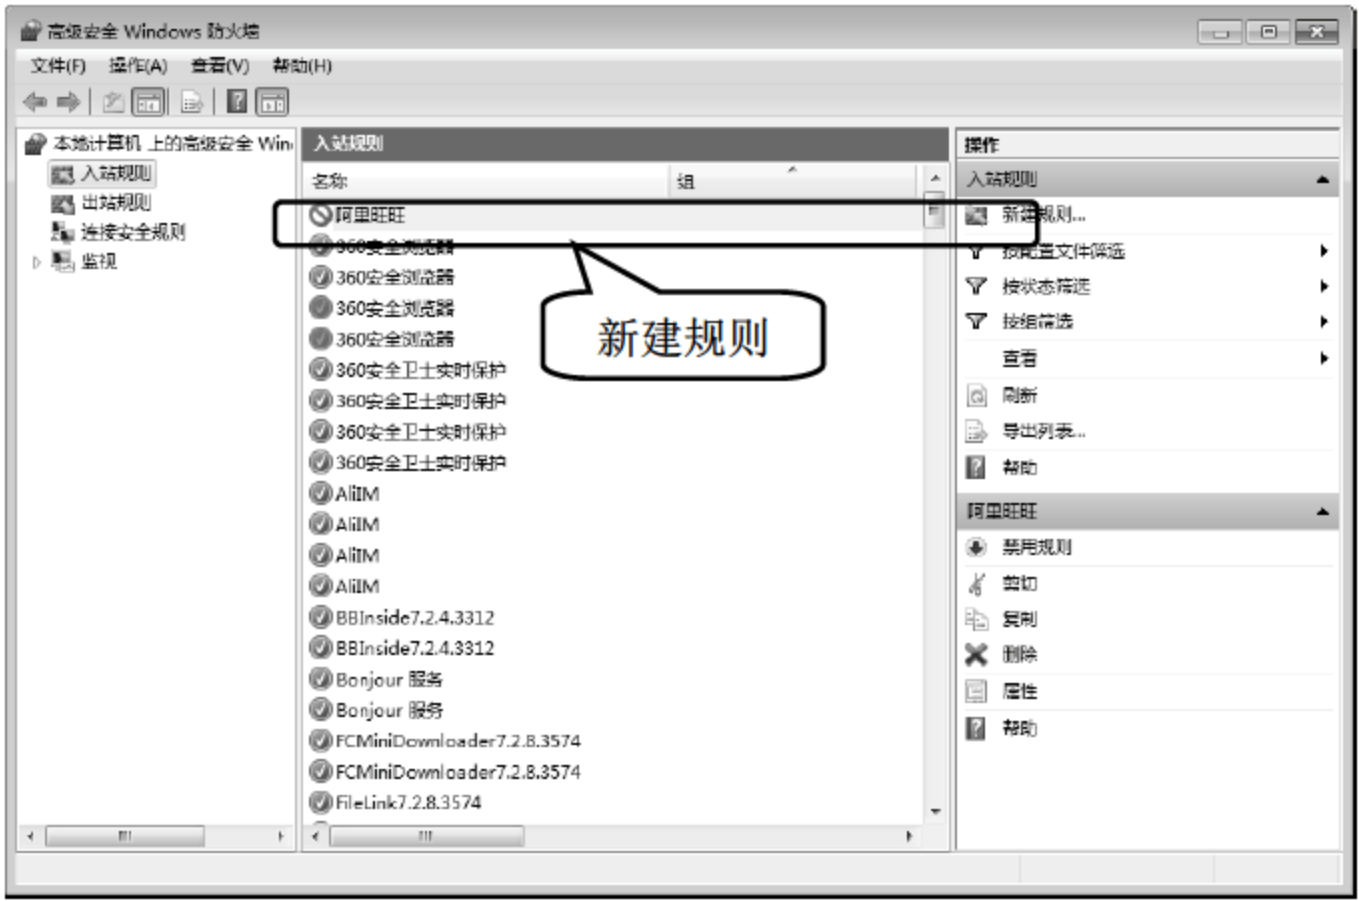 高级安全 Windows 防火墙
文件(F) 操作(A) 查看(V) 帮助(H)
本地计算机 上的高级安全 Win
入站规则
出站规则
连接安全规则
监视
入站规则
名称 组
阿里旺旺
360安全浏览器
360安全浏览器
360安全浏览器
360安全浏览器
360安全卫士实时保护
360安全卫士实时保护
360安全卫士实时保护
360安全卫士实时保护
AliIM
AliIM
AliIM
AliIM
BBInside7.2.4.3312
BBInside7.2.4.3312
Bonjour 服务
Bonjour 服务
FCMiniDownloader7.2.8.3574
FCMiniDownloader7.2.8.3574
FileLink7.2.8.3574
新建规则
操作
入站规则
新建规则...
按配置文件筛选
按状态筛选
按组筛选
查看
刷新
导出列表...
帮助
阿里旺旺
禁用规则
剪切
复制
删除
属性
帮助